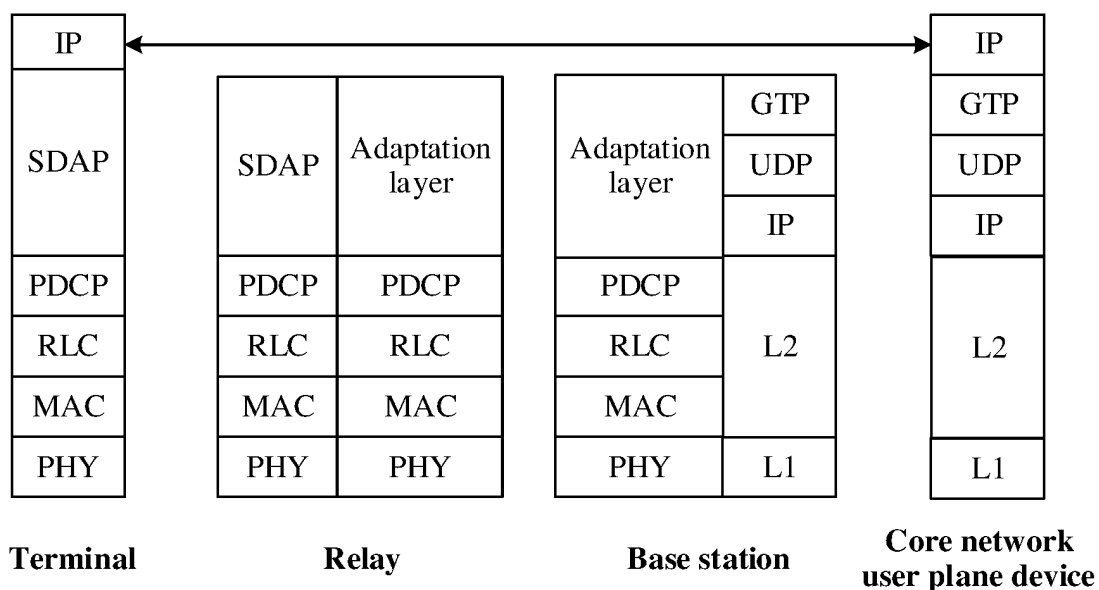 IP
SDAP
PDCP
RLC
MAC
PHY
Terminal
SDAP
PDCP
RLC
MAC
PHY
Adaptation
layer
PDCP
RLC
MAC
PHY
Relay
Adaptation
layer
PDCP
RLC
MAC
PHY
GTP
UDP
IP
L2
L1
Base station
IP
GTP
UDP
IP
L2
L1
Core network
user plane device